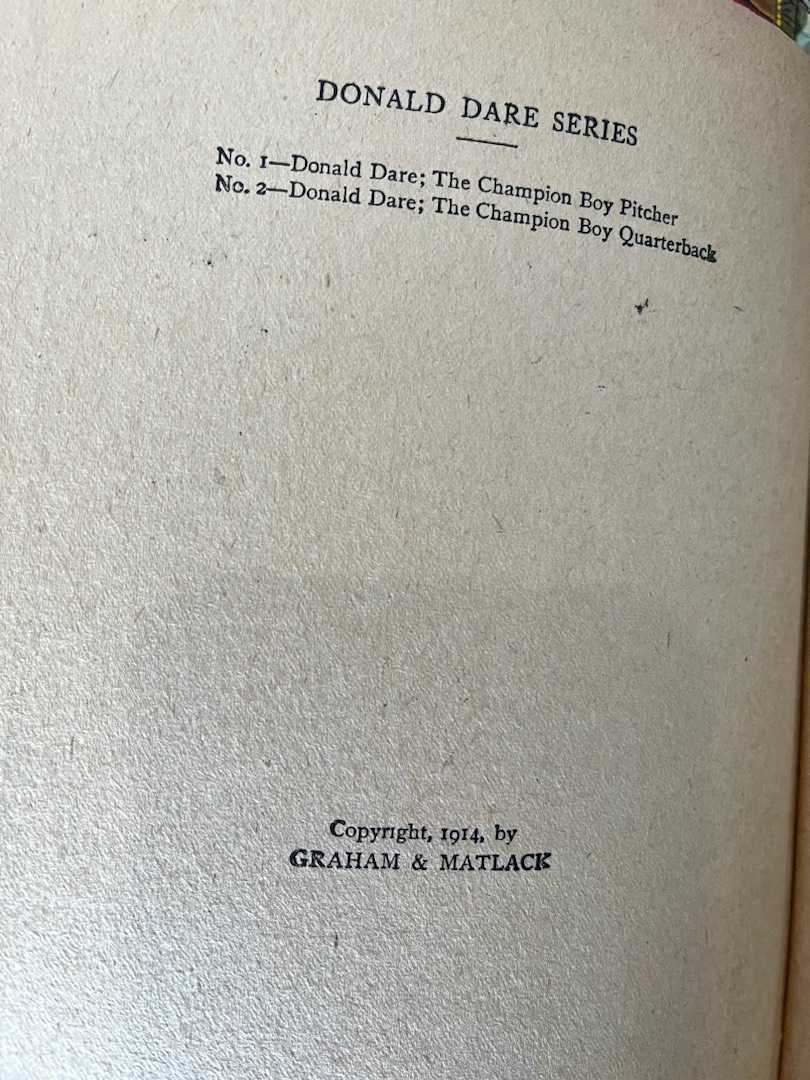 DONALD DARE SERIES
No. 1—Donald Dare; The Champion Boy Pitcher
No. 2—Donald Dare; The Champion Boy Quarterback
Copyright, 1914, by
GRAHAM & MATLACK